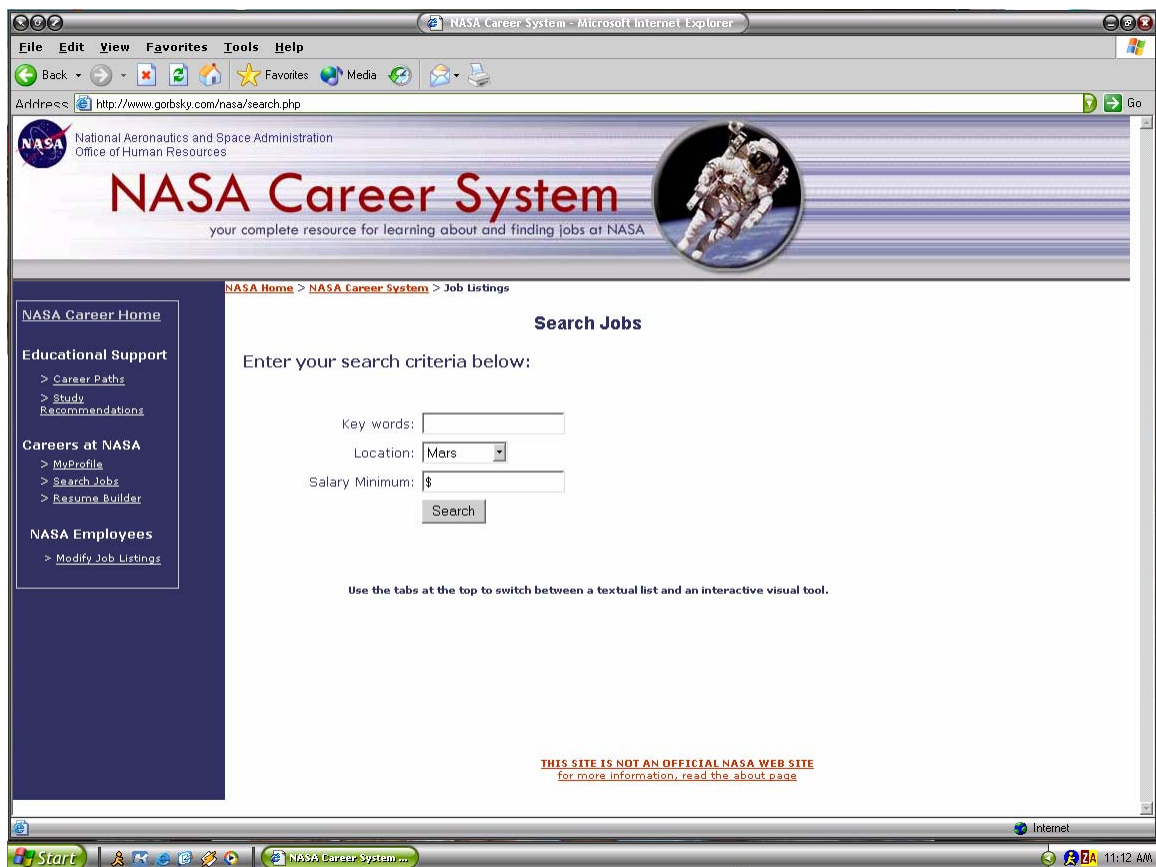 NASA Career System - Microsoft Internet Explorer
File Edit View Favorites Tools Help
Back Favorites Media
Address http://www.gorbsky.com/nasa/search.php Go
NASA
National Aeronautics and Space Administration
Office of Human Resources
NASA Career System
your complete resource for learning about and finding jobs at NASA
NASA Home > NASA Career System > Job Listings
NASA Career Home
Educational Support
> Career Paths
> Study
Recommendations
Careers at NASA
> MyProfile
> Search Jobs
> Resume Builder
NASA Employees
> Modify Job Listings
Search Jobs
Enter your search criteria below:
Key words:
Location: Mars
Salary Minimum: $
Search
Use the tabs at the top to switch between a textual list and an interactive visual tool.
THIS SITE IS NOT AN OFFICIAL NASA WEB SITE
for more information, read the about page
Internet
Start NASA Career System ... ZA 11:12 AM